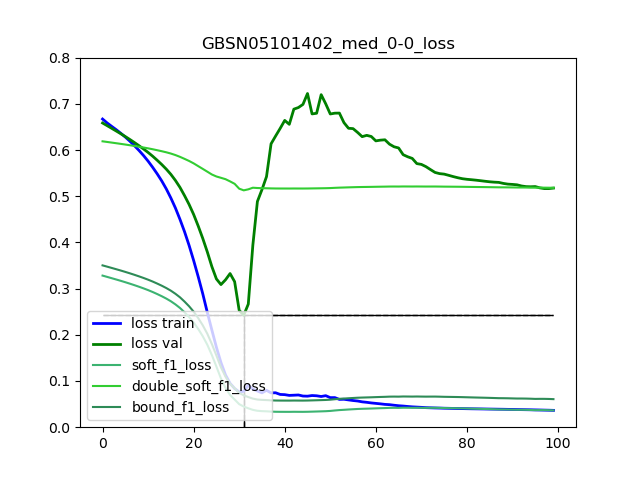 GBSN05101402_med_0-0_loss
0.8
0.7
0.6
0.5
0.4
0.3
0.2
0.1
0.0
loss train
loss val
soft_f1_loss
double_soft_f1_loss
bound_f1_loss
0 20 40 60 80 100